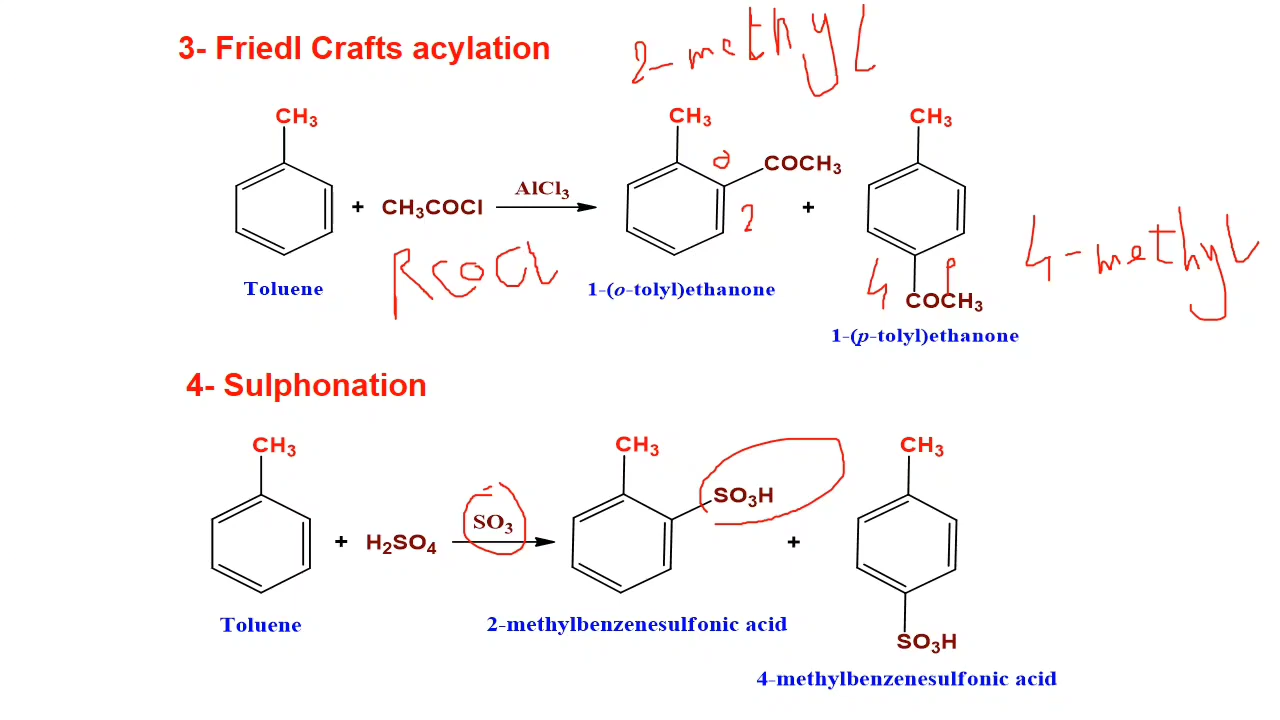 3- Friedl Crafts acylation
2-methyl
CH3
CH3
CH3
o
COCH3
+
CH3COCl
AlCl3
2
+
4-methyl
RCOCl
4
p
COCH3
Toluene
1-(o-tolyl)ethanone
1-(p-tolyl)ethanone
4- Sulphonation
CH3
CH3
CH3
SO3H
+
H2SO4
SO3
+
Toluene
2-methylbenzenesulfonic acid
SO3H
4-methylbenzenesulfonic acid